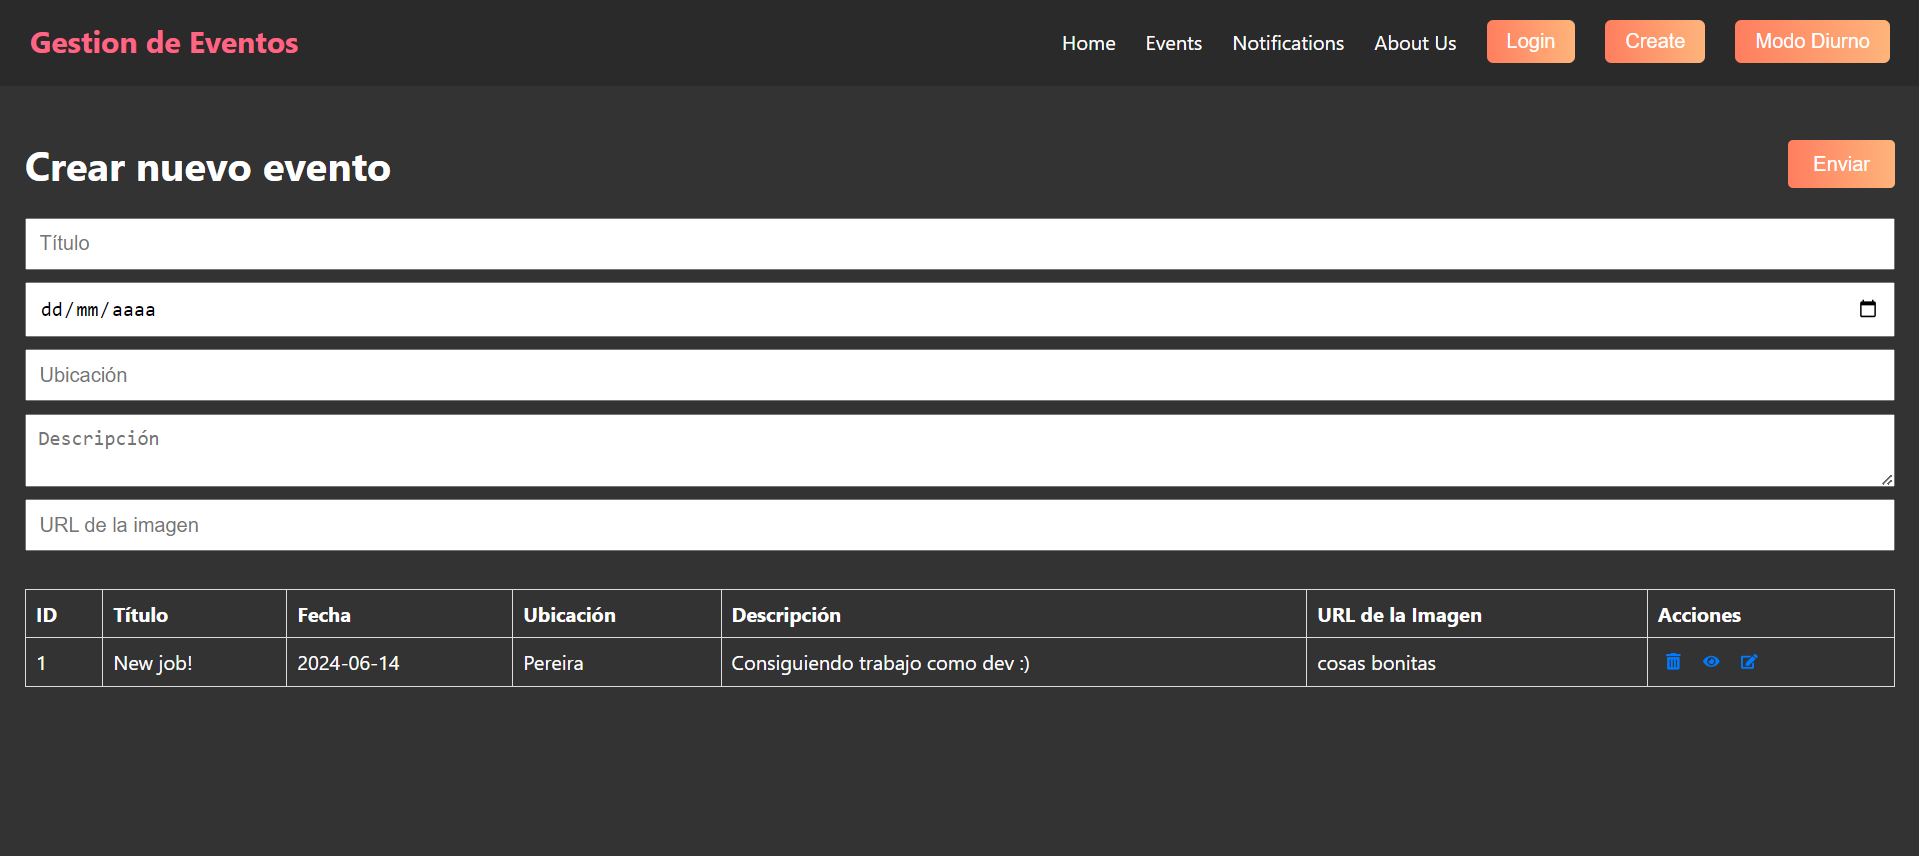 Gestion de Eventos Home Events Notifications About Us Login Create Modo Diurno
Crear nuevo evento Enviar
Título
dd/mm/aaaa
Ubicación
Descripción
URL de la imagen
ID Título Fecha Ubicación Descripción URL de la Imagen Acciones
1 New job! 2024-06-14 Pereira Consiguiendo trabajo como dev :) cosas bonitas